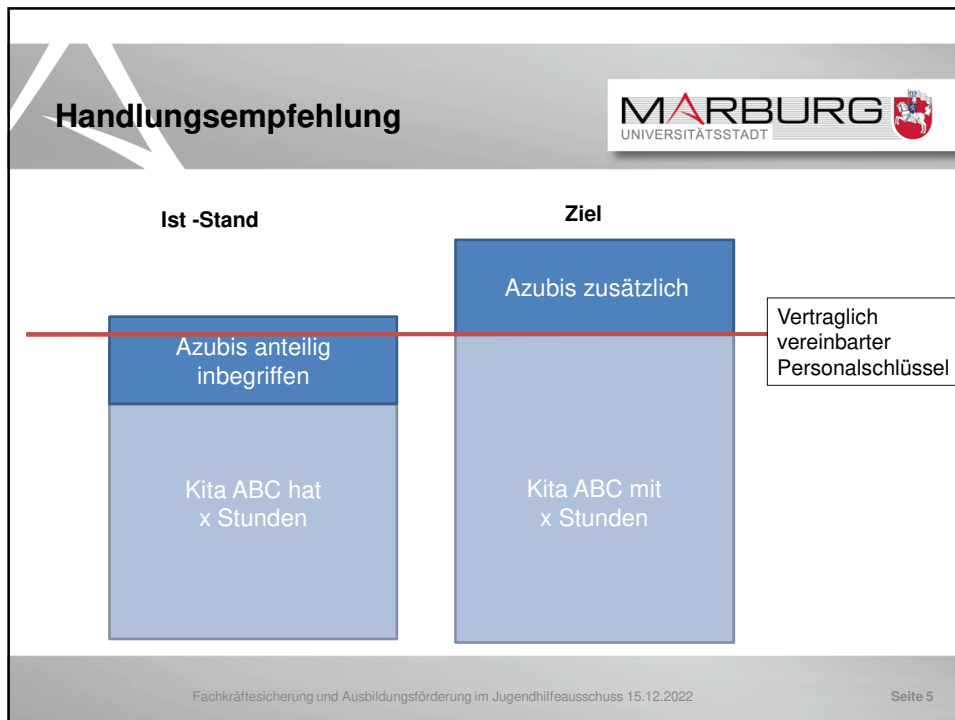 Handlungsempfehlung
MARBURG
UNIVERSITÄTSSTADT
Ist -Stand
Ziel
Azubis zusätzlich
Azubis anteilig
inbegriffen
Vertraglich
vereinbarter
Personalschlüssel
Kita ABC hat
x Stunden
Kita ABC mit
x Stunden
Fachkräftesicherung und Ausbildungsförderung im Jugendhilfeausschuss 15.12.2022
Seite 5